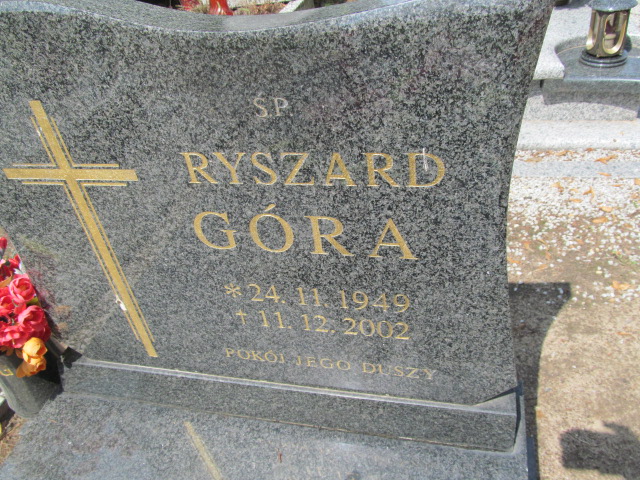 ŚP.
RYSZARD
GÓRA
* 24. 11. 1949
† 11. 12. 2002
POKÓJ JEGO DUSZY